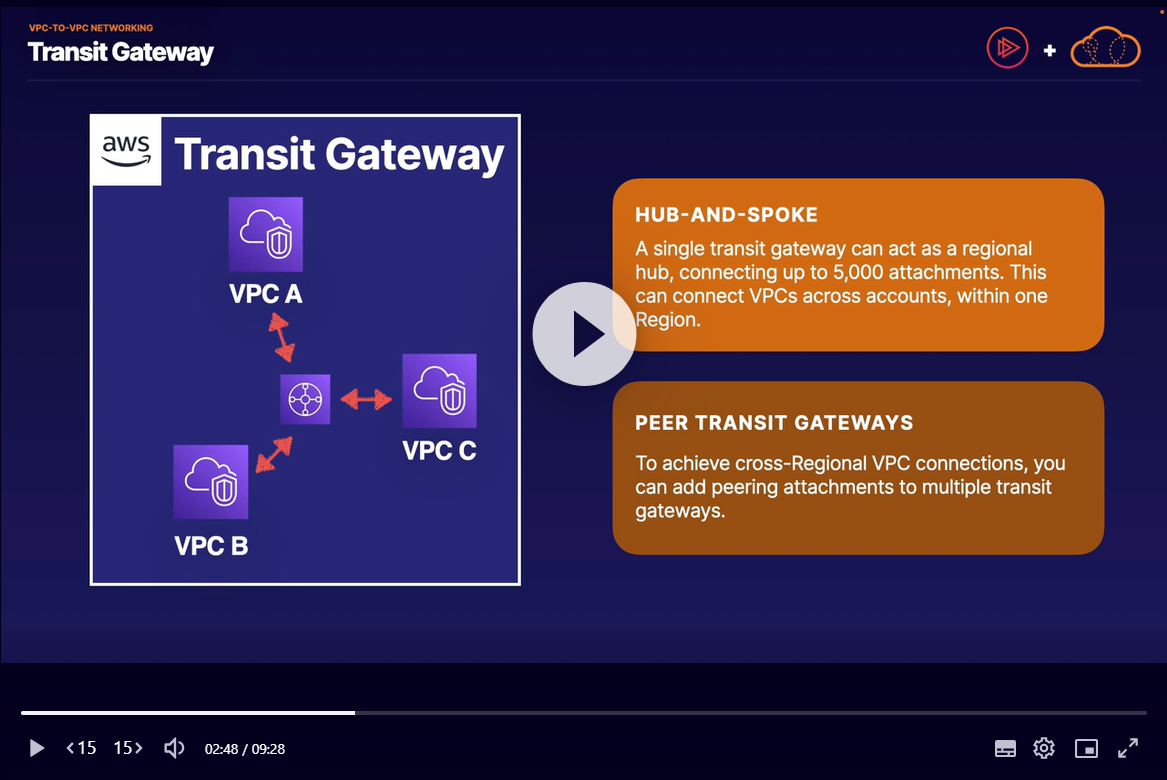 VPC-TO-VPC NETWORKING
Transit Gateway
+
aws
Transit Gateway
VPC A
VPC C
VPC B
HUB-AND-SPOKE
A single transit gateway can act as a regional
hub, connecting up to 5,000 attachments. This
can connect VPCs across accounts, within one
Region.
PEER TRANSIT GATEWAYS
To achieve cross-Regional VPC connections, you
can add peering attachments to multiple transit
gateways.
<15 15> 02:48 / 09:28